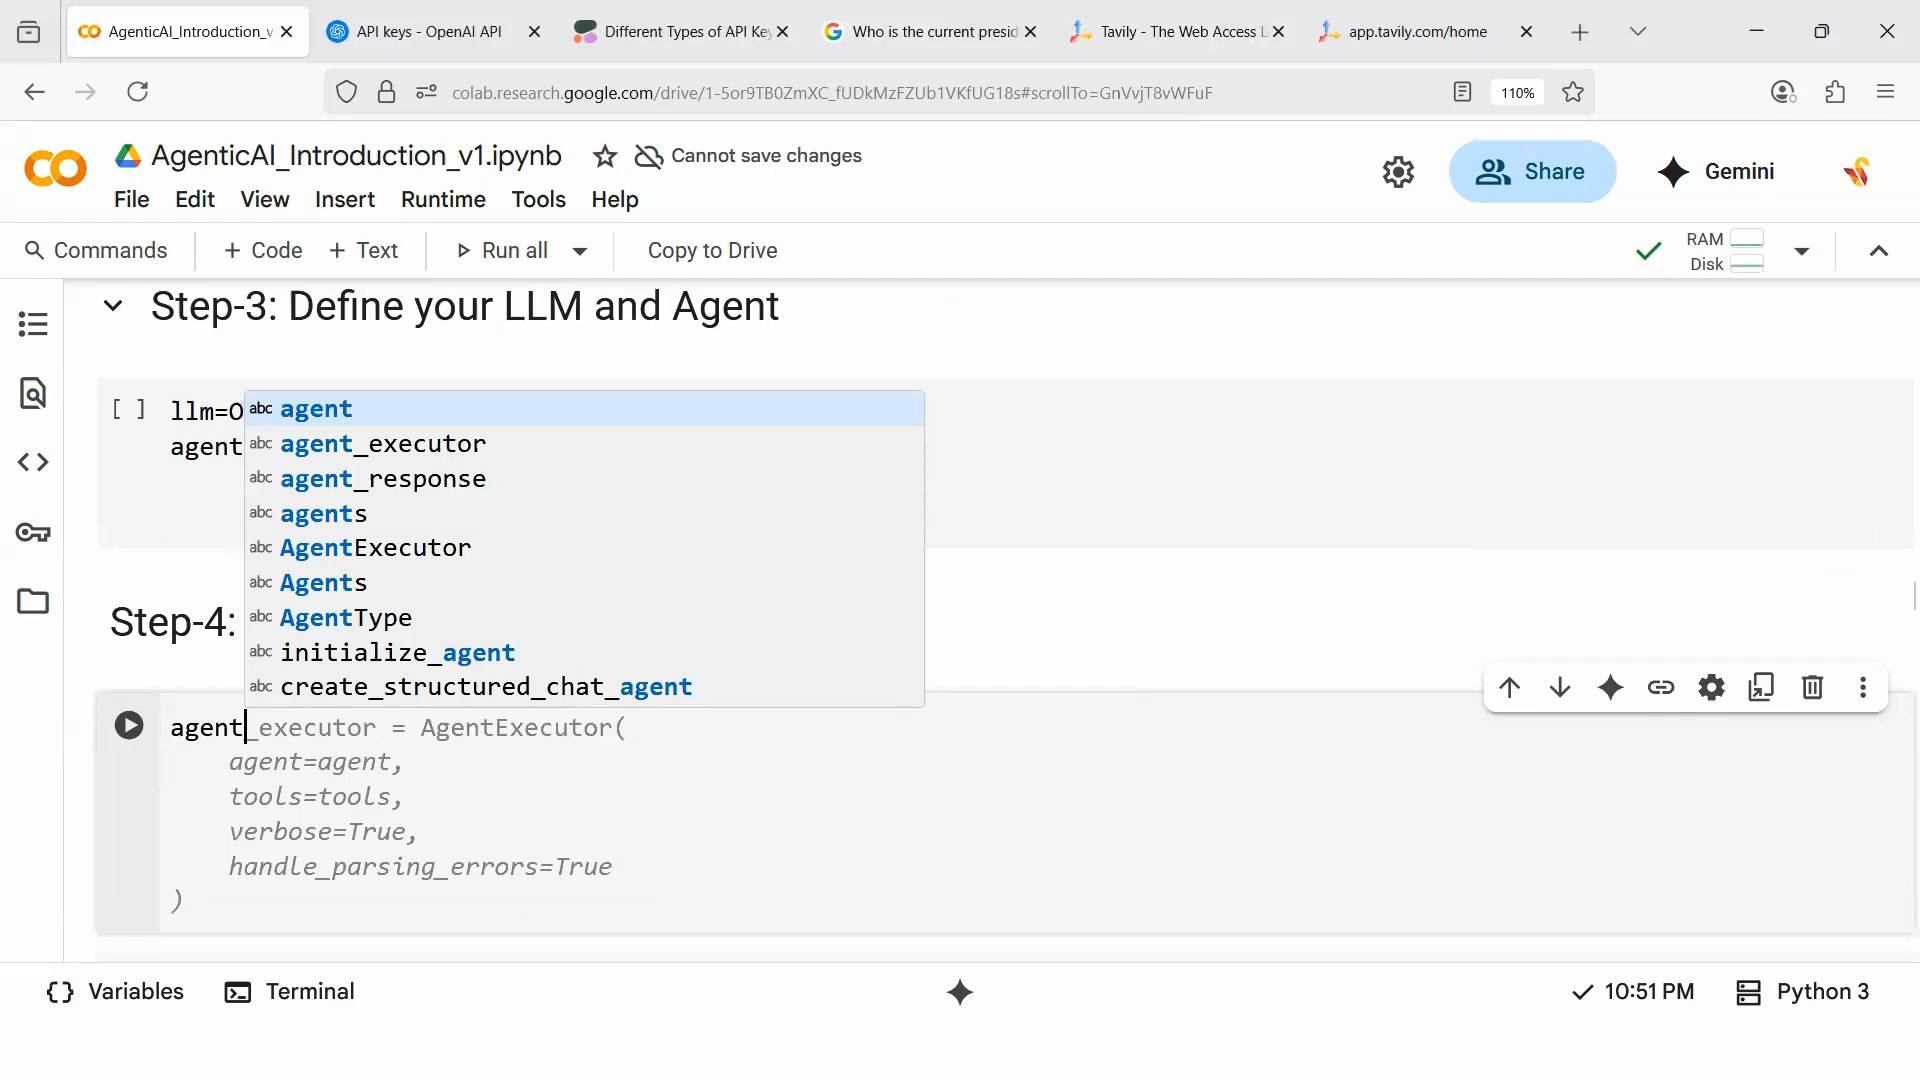 AgenticAI_Introduction_v
API keys - OpenAI API
Different Types of API Key
Who is the current presid
Tavily - The Web Access L
app.tavily.com/home
colab.research.google.com/drive/1-5or9TB0ZmXC_fUDkMzFZUb1VKfUG18s#scrollTo=GnVvjT8vWFuF
110%
AgenticAI_Introduction_v1.ipynb
Cannot save changes
File Edit View Insert Runtime Tools Help
Share
Gemini
Commands
+ Code + Text
Run all
Copy to Drive
RAM
Disk
Step-3: Define your LLM and Agent
[ ] llm=O
agent
abc agent
abc agent_executor
abc agent_response
abc agents
abc AgentExecutor
abc Agents
abc AgentType
abc initialize_agent
abc create_structured_chat_agent
Step-4:
agent_executor = AgentExecutor(
agent=agent,
tools=tools,
verbose=True,
handle_parsing_errors=True
)
{} Variables
Terminal
10:51 PM
Python 3